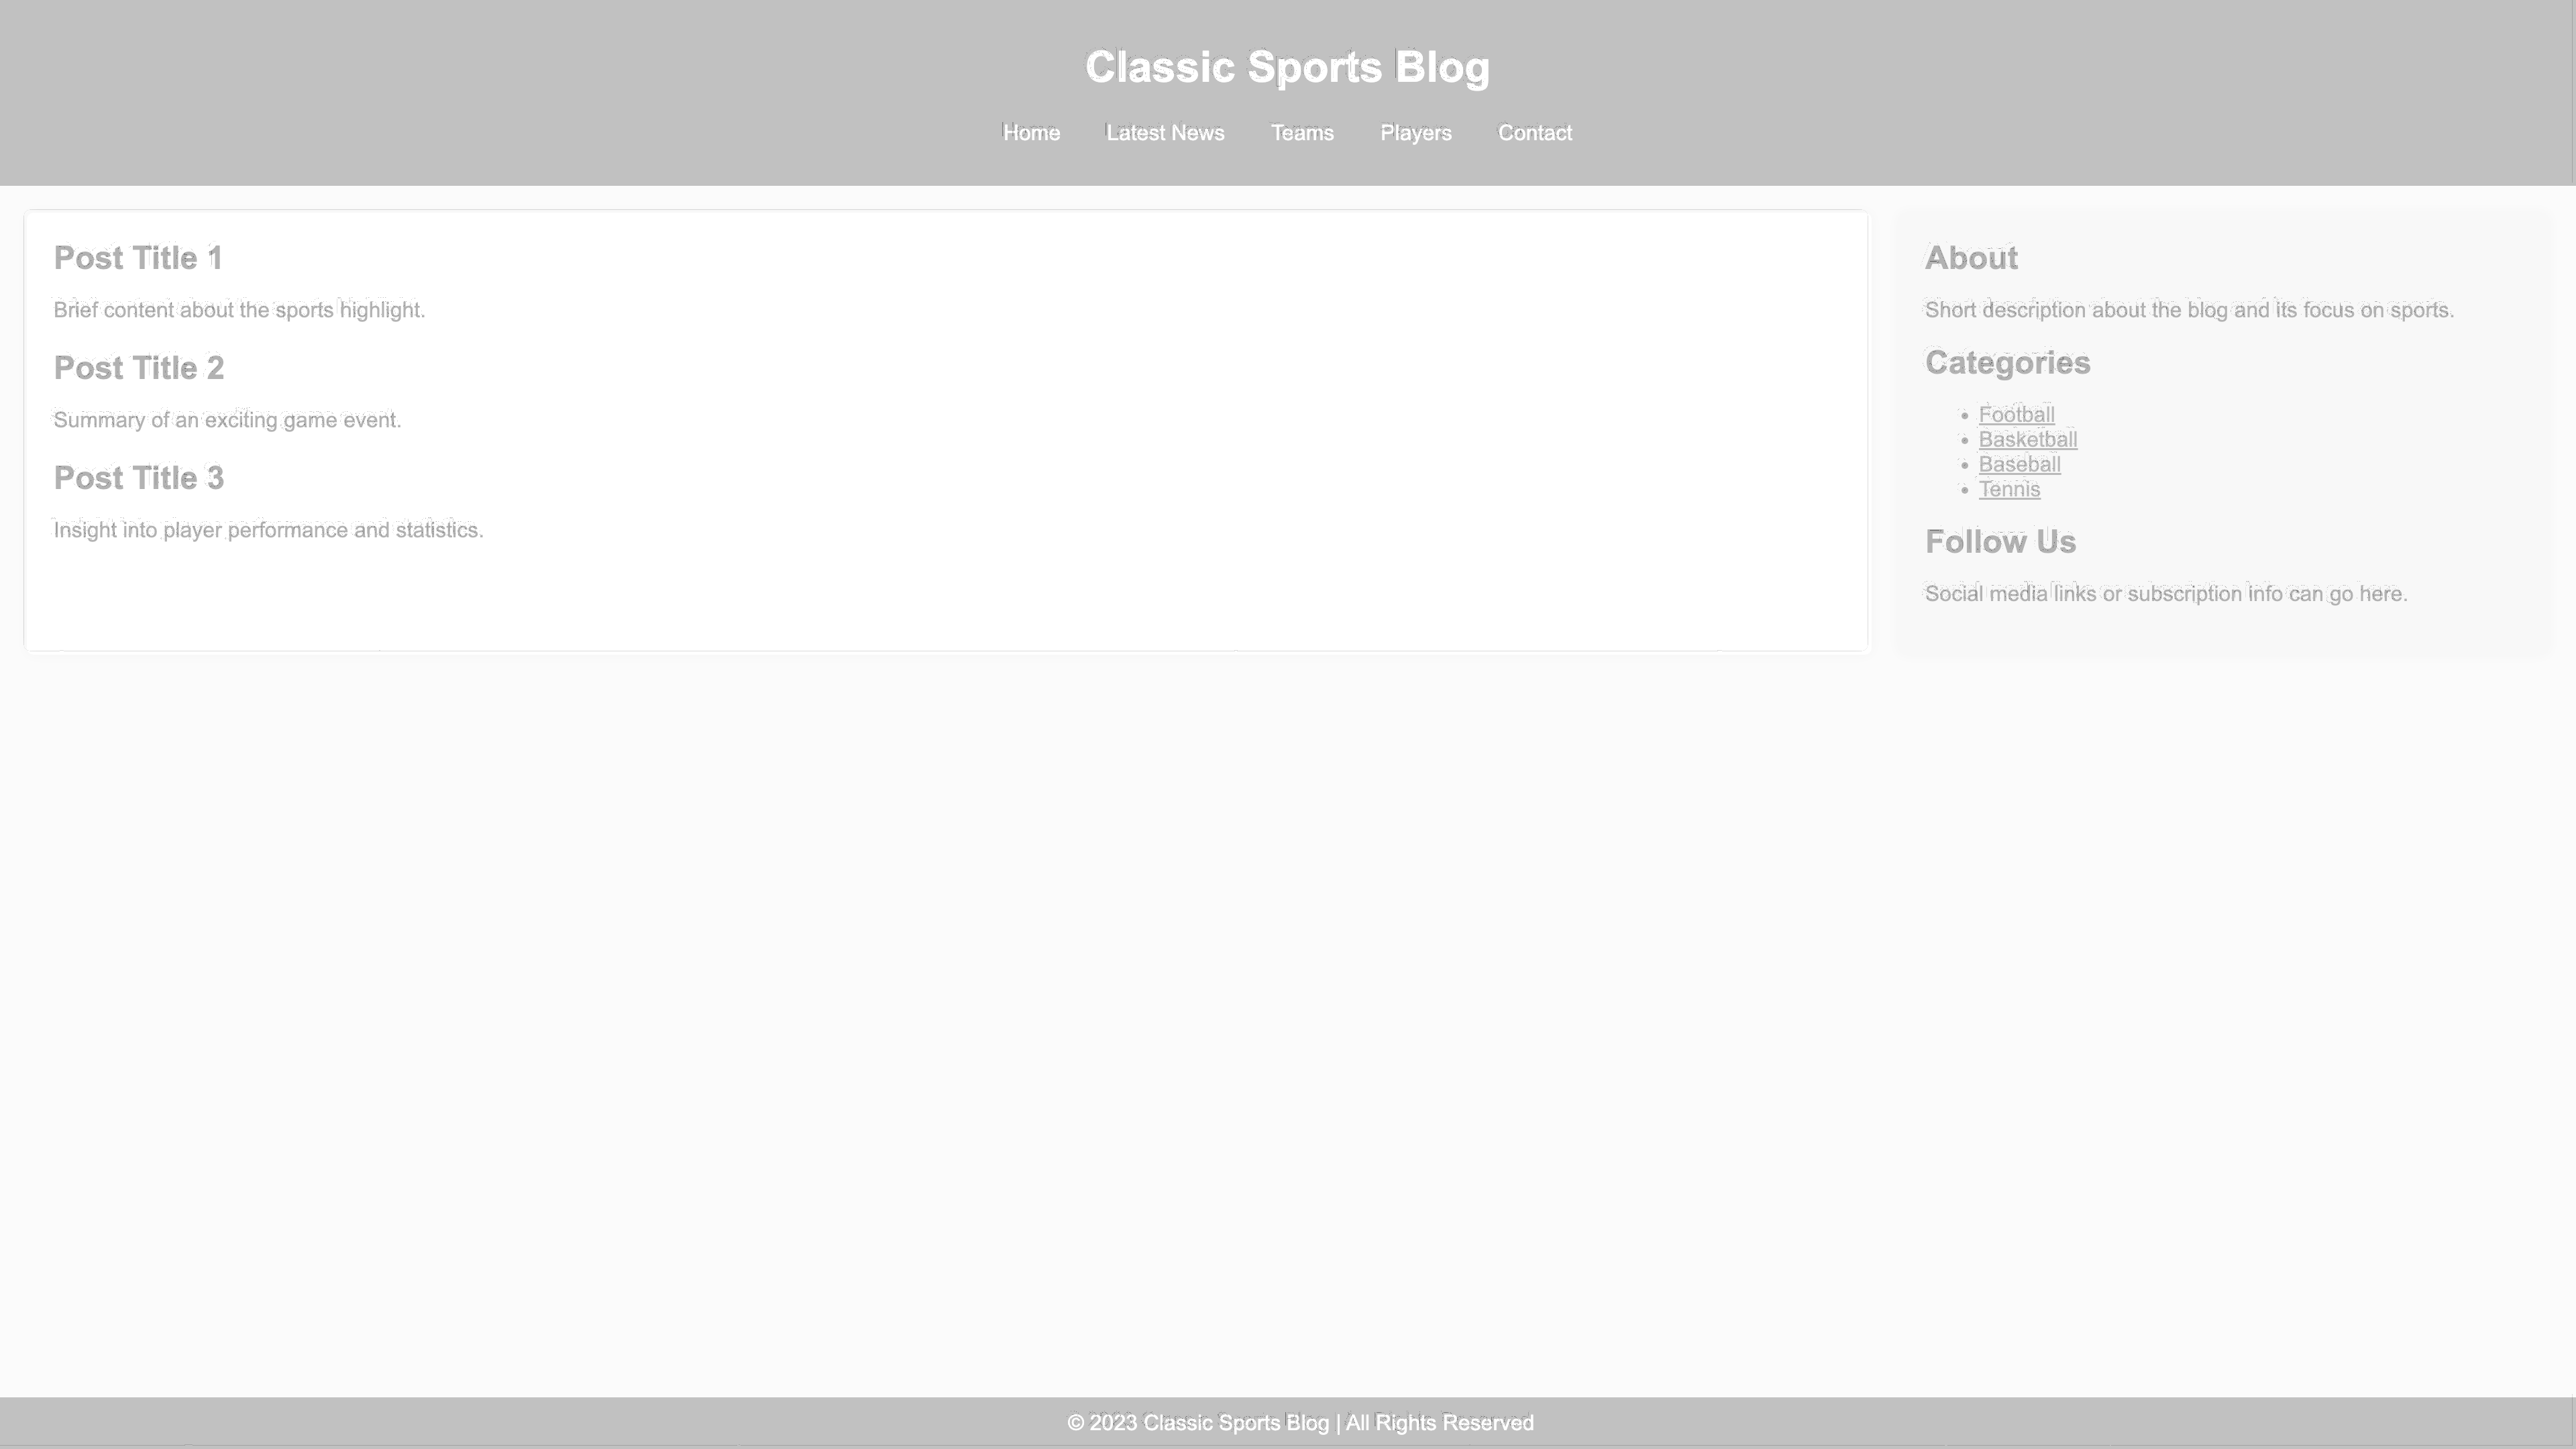 Classic Sports Blog
Home Latest News Teams Players Contact
Post Title 1
Brief content about the sports highlight.
Post Title 2
Summary of an exciting game event.
Post Title 3
Insight into player performance and statistics.
About
Short description about the blog and its focus on sports.
Categories
• Football
• Basketball
• Baseball
• Tennis
Follow Us
Social media links or subscription info can go here.
© 2023 Classic Sports Blog | All Rights Reserved